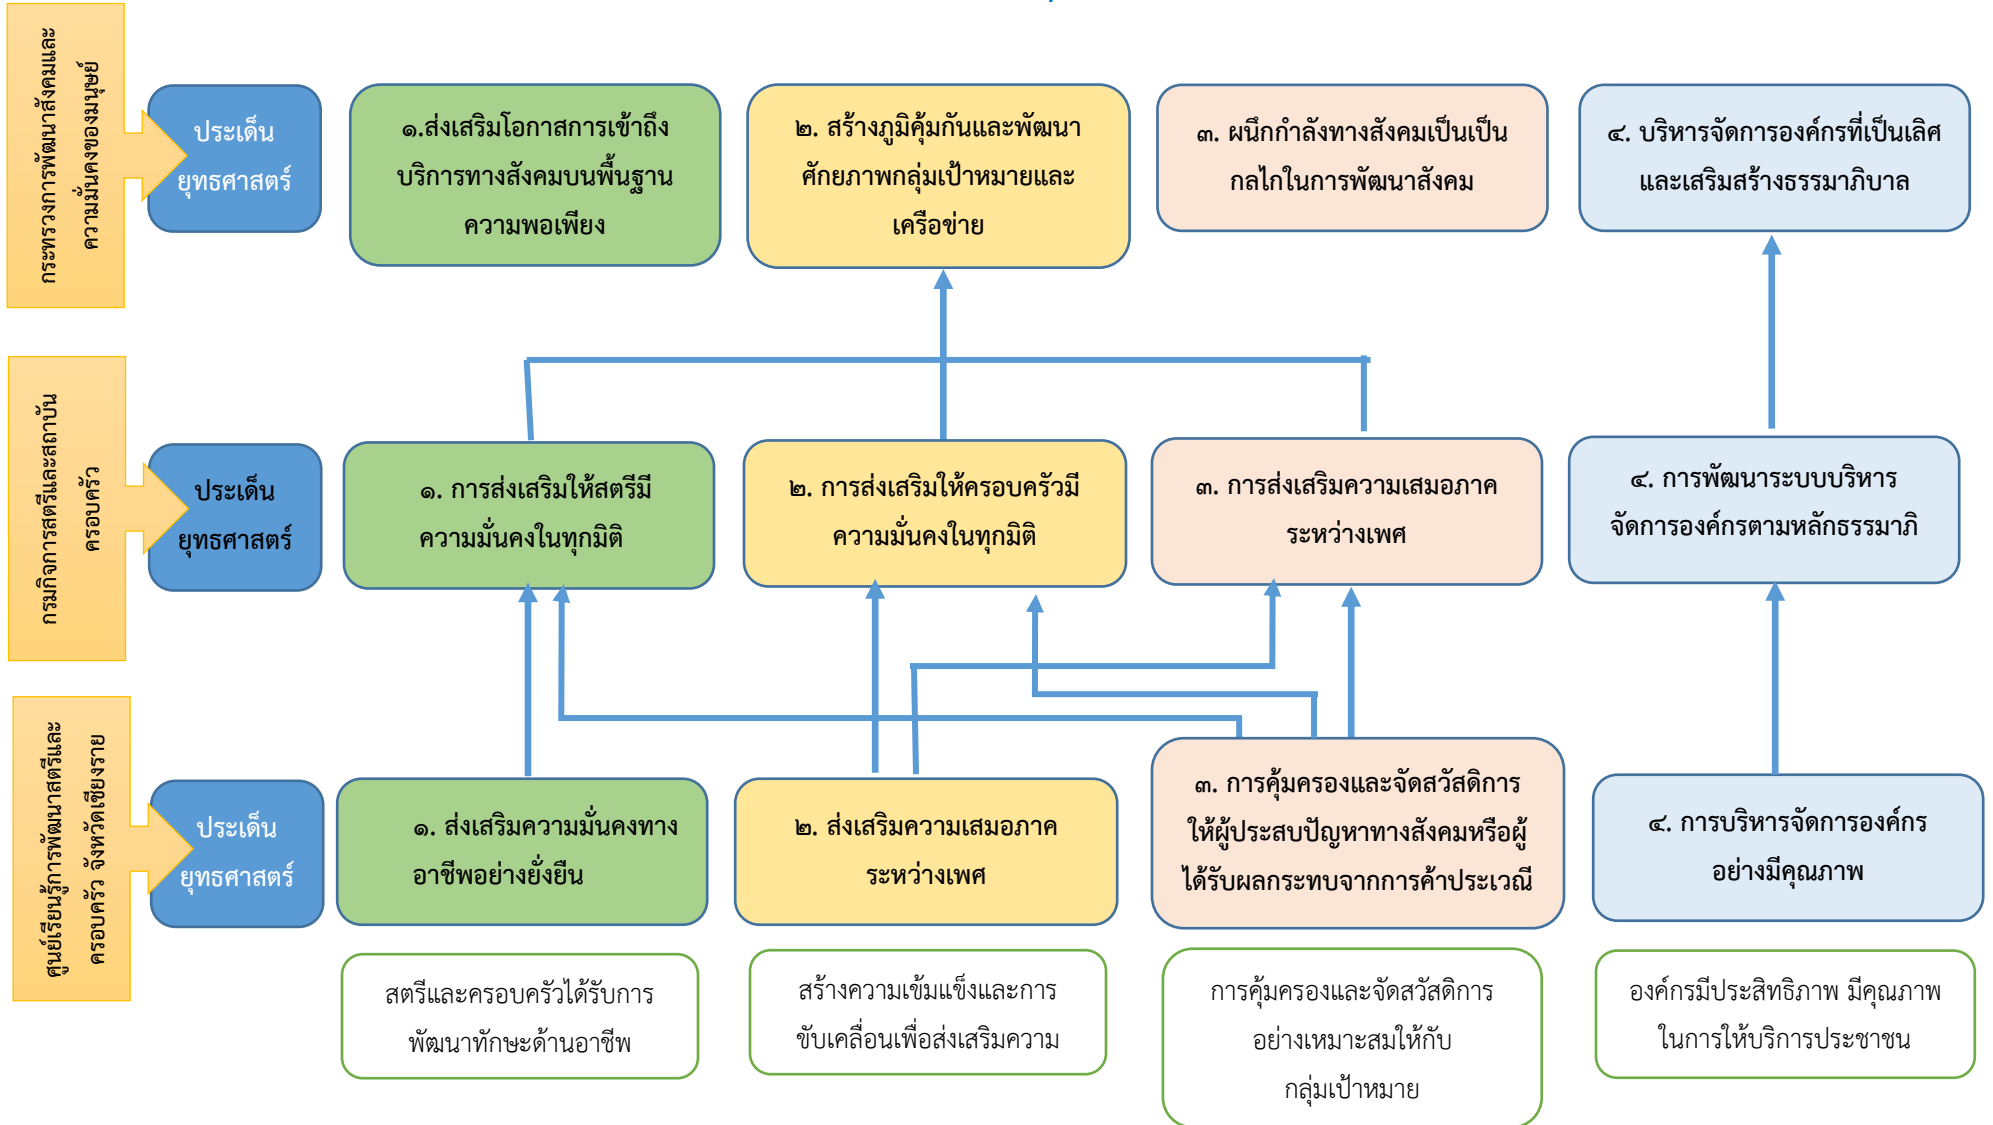 กระทรวงการพัฒนาสังคมและ
ความมั่นคงของมนุษย์
ประเด็น
ยุทธศาสตร์
๑.ส่งเสริมโอกาสการเข้าถึง
บริการทางสังคมบนพื้นฐาน
ความพอเพียง
๒. สร้างภูมิคุ้มกันและพัฒนา
ศักยภาพกลุ่มเป้าหมายและ
เครือข่าย
๓. ผนึกกำลังทางสังคมเป็นเป็น
กลไกในการพัฒนาสังคม
๔. บริหารจัดการองค์กรที่เป็นเลิศ
และเสริมสร้างธรรมาภิบาล
กรมกิจการสตรีและสถาบัน
ครอบครัว
ประเด็น
ยุทธศาสตร์
๑. การส่งเสริมให้สตรีมี
ความมั่นคงในทุกมิติ
๒. การส่งเสริมให้ครอบครัวมี
ความมั่นคงในทุกมิติ
๓. การส่งเสริมความเสมอภาค
ระหว่างเพศ
๔. การพัฒนาระบบบริหาร
จัดการองค์กรตามหลักธรรมาภิ
ศูนย์เรียนรู้การพัฒนาสตรีและ
ครอบครัว จังหวัดเชียงราย
ประเด็น
ยุทธศาสตร์
๑. ส่งเสริมความมั่นคงทาง
อาชีพอย่างยั่งยืน
๒. ส่งเสริมความเสมอภาค
ระหว่างเพศ
๓. การคุ้มครองและจัดสวัสดิการ
ให้ผู้ประสบปัญหาทางสังคมหรือผู้
ได้รับผลกระทบจากการค้าประเวณี
๔. การบริหารจัดการองค์กร
อย่างมีคุณภาพ
สตรีและครอบครัวได้รับการ
พัฒนาทักษะด้านอาชีพ
สร้างความเข้มแข็งและการ
ขับเคลื่อนเพื่อส่งเสริมความ
การคุ้มครองและจัดสวัสดิการ
อย่างเหมาะสมให้กับ
กลุ่มเป้าหมาย
องค์กรมีประสิทธิภาพ มีคุณภาพ
ในการให้บริการประชาชน